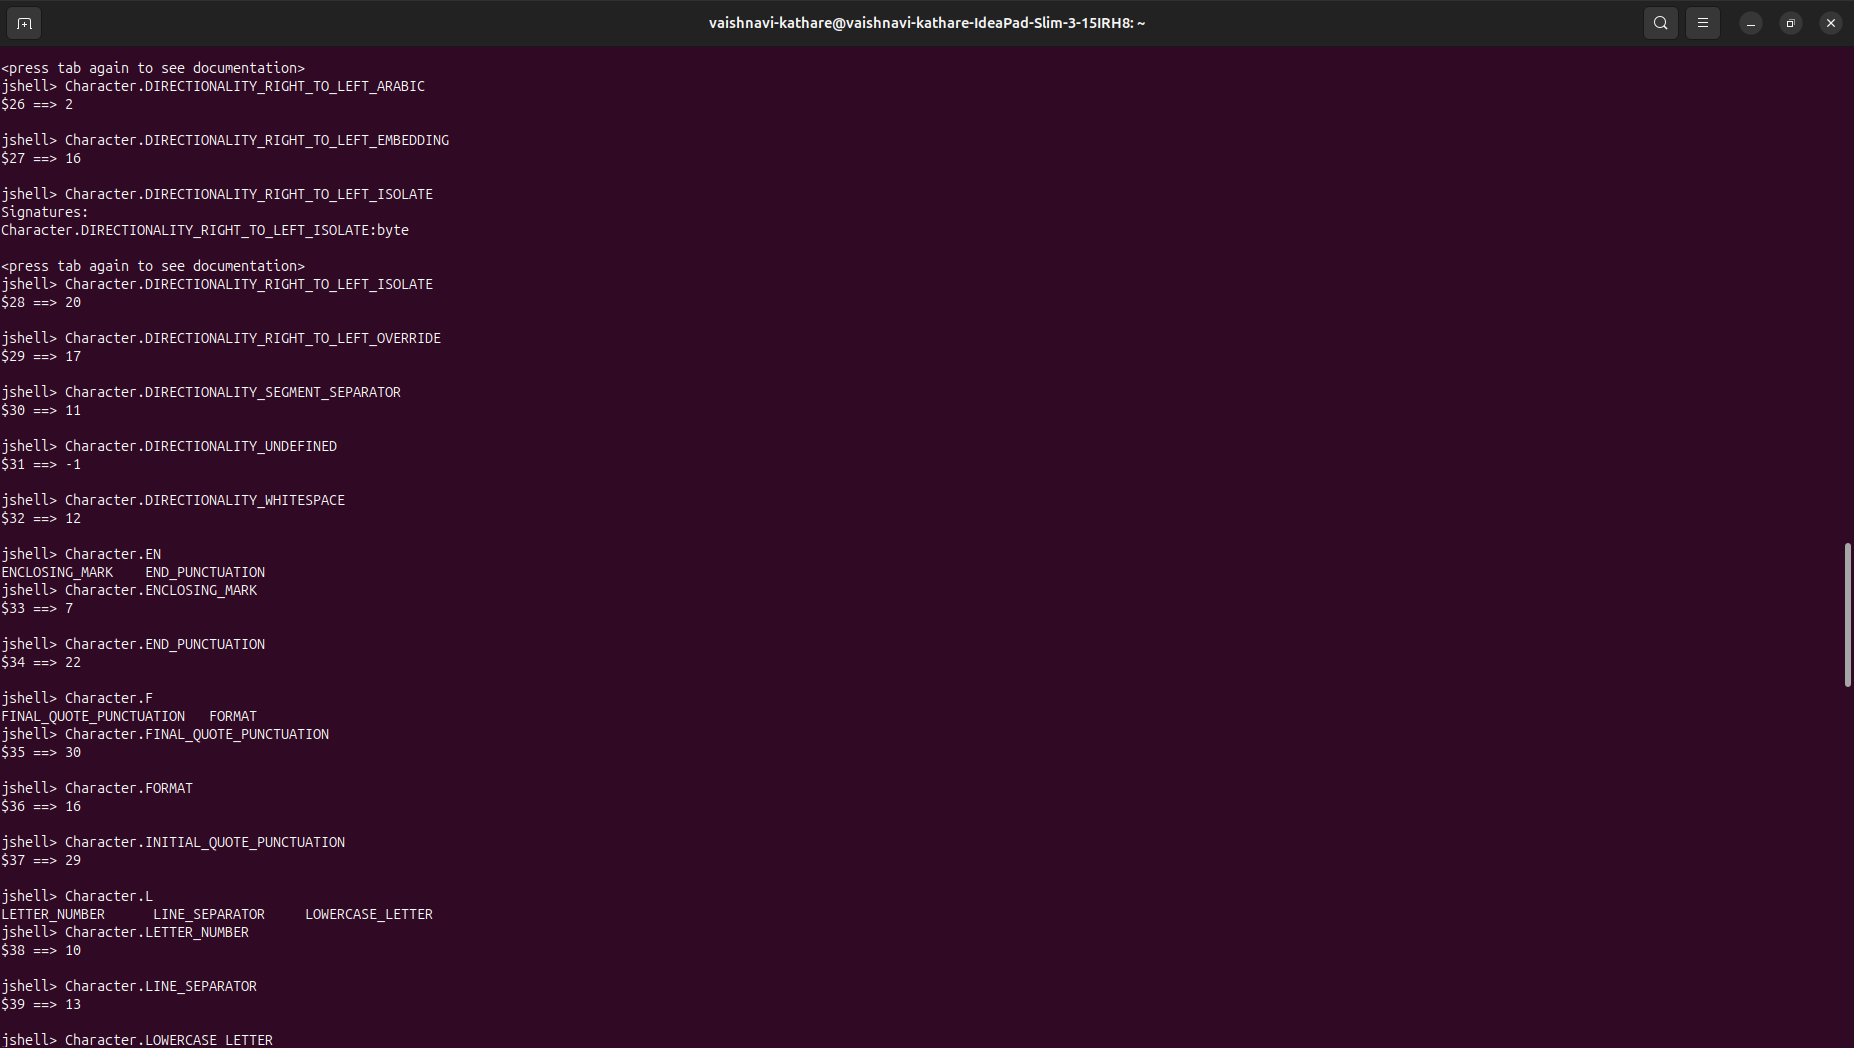 vaishnavi-kathare@vaishnavi-kathare-IdeaPad-Slim-3-15IRH8: ~
<press tab again to see documentation>
jshell> Character.DIRECTIONALITY_RIGHT_TO_LEFT_ARABIC
$26 ==> 2
jshell> Character.DIRECTIONALITY_RIGHT_TO_LEFT_EMBEDDING
$27 ==> 16
jshell> Character.DIRECTIONALITY_RIGHT_TO_LEFT_ISOLATE
Signatures:
Character.DIRECTIONALITY_RIGHT_TO_LEFT_ISOLATE:byte
<press tab again to see documentation>
jshell> Character.DIRECTIONALITY_RIGHT_TO_LEFT_ISOLATE
$28 ==> 20
jshell> Character.DIRECTIONALITY_RIGHT_TO_LEFT_OVERRIDE
$29 ==> 17
jshell> Character.DIRECTIONALITY_SEGMENT_SEPARATOR
$30 ==> 11
jshell> Character.DIRECTIONALITY_UNDEFINED
$31 ==> -1
jshell> Character.DIRECTIONALITY_WHITESPACE
$32 ==> 12
jshell> Character.EN
ENCLOSING_MARK    END_PUNCTUATION
jshell> Character.ENCLOSING_MARK
$33 ==> 7
jshell> Character.END_PUNCTUATION
$34 ==> 22
jshell> Character.F
FINAL_QUOTE_PUNCTUATION   FORMAT
jshell> Character.FINAL_QUOTE_PUNCTUATION
$35 ==> 30
jshell> Character.FORMAT
$36 ==> 16
jshell> Character.INITIAL_QUOTE_PUNCTUATION
$37 ==> 29
jshell> Character.L
LETTER_NUMBER      LINE_SEPARATOR     LOWERCASE_LETTER
jshell> Character.LETTER_NUMBER
$38 ==> 10
jshell> Character.LINE_SEPARATOR
$39 ==> 13
jshell> Character.LOWERCASE_LETTER